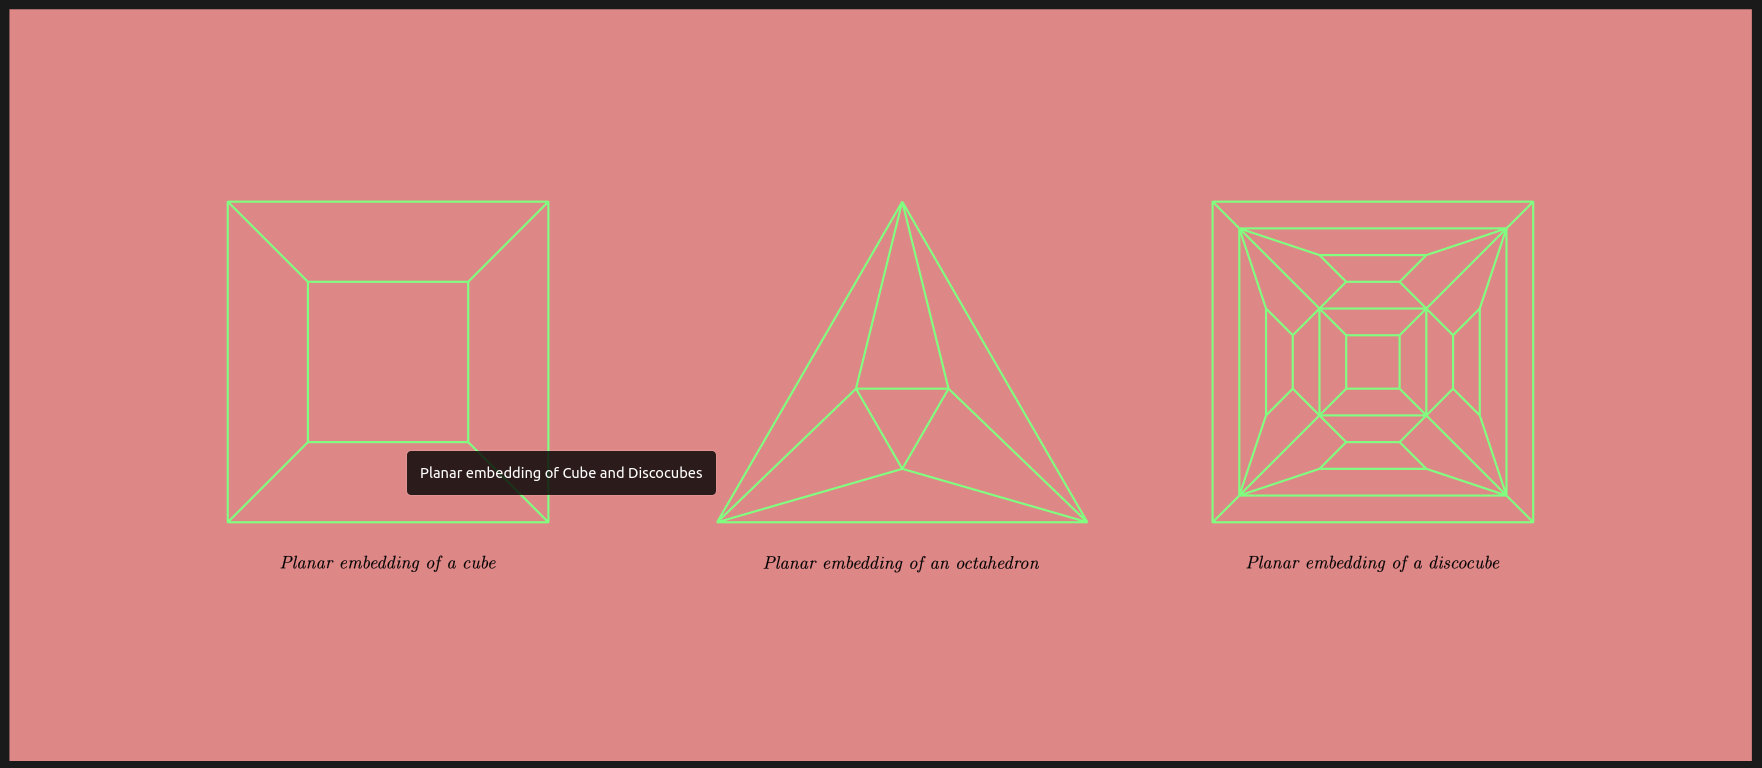 Planar embedding of Cube and Discocubes
Planar embedding of a cube
Planar embedding of an octahedron
Planar embedding of a discocube